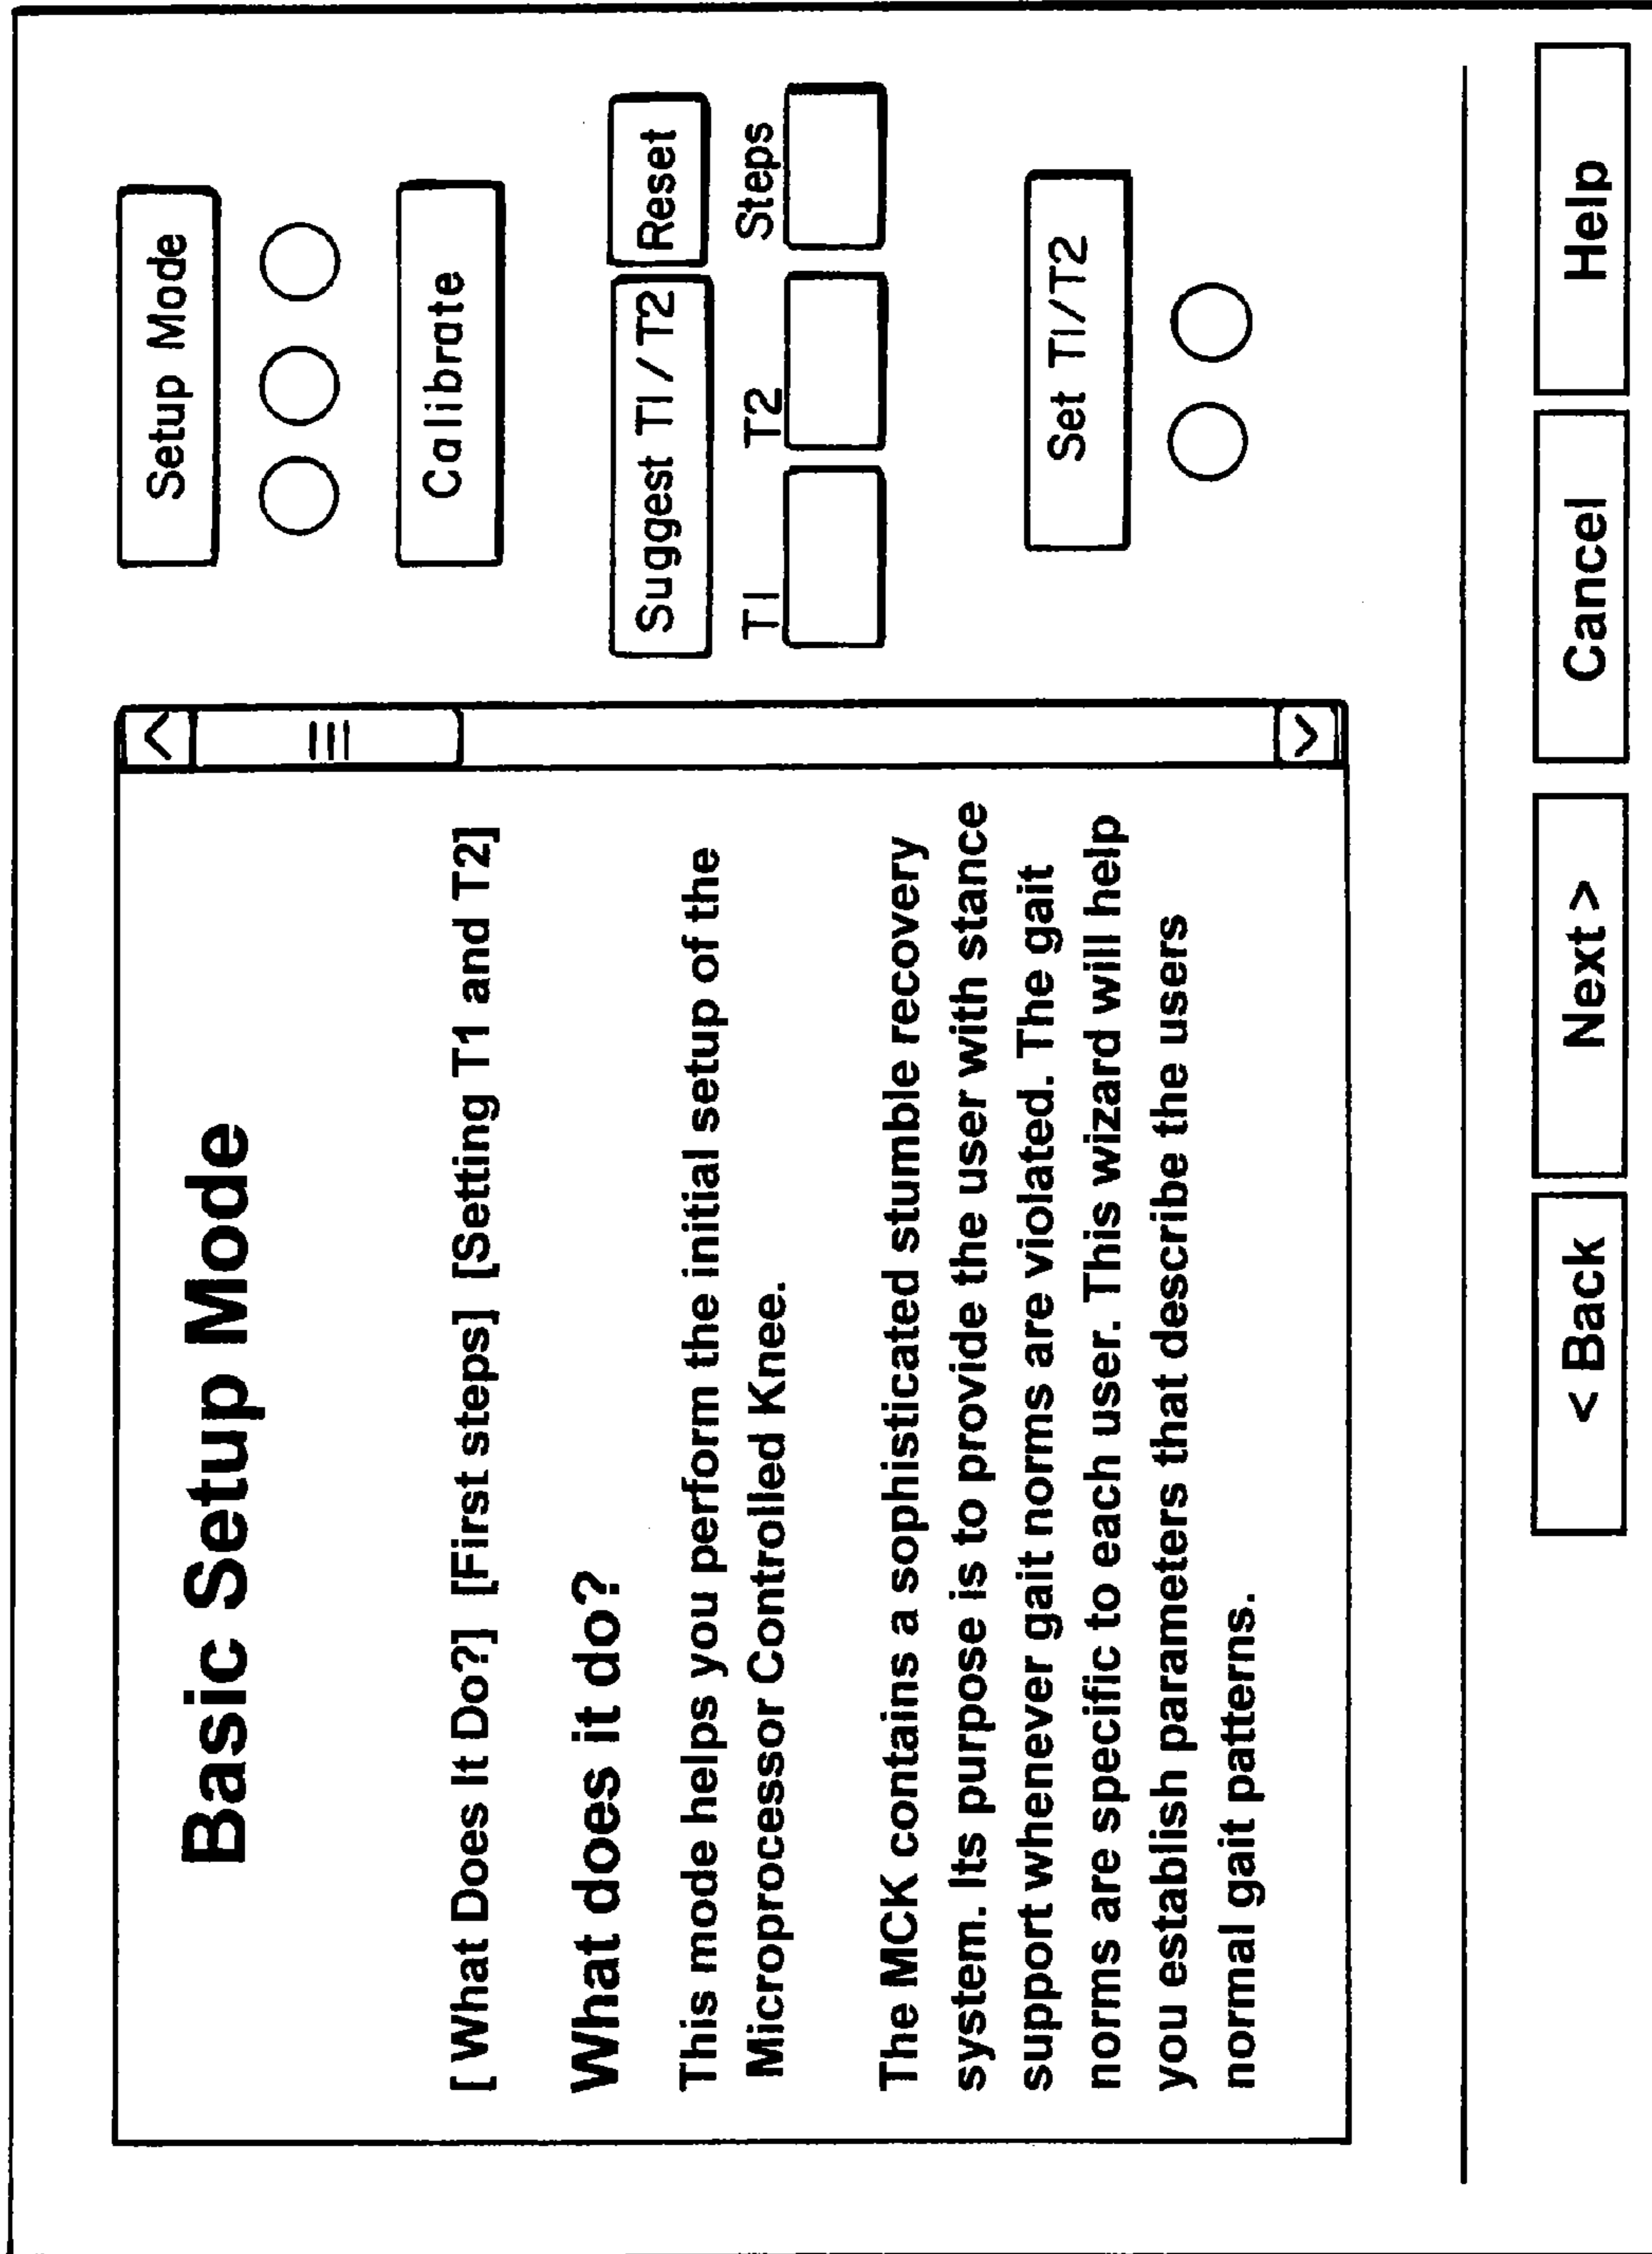 Basic Setup Mode
[ What Does It Do?] [First steps] [Setting T1 and T2]
What does it do?
This mode helps you perform the initial setup of the
Microprocessor Controlled Knee.
The MCK contains a sophisticated stumble recovery
system. Its purpose is to provide the user with stance
support whenever gait norms are violated. The gait
norms are specific to each user. This wizard will help
you establish parameters that describe the users
normal gait patterns.
Setup Mode
Calibrate
Suggest T1/T2 Reset
T1 T2 Steps
Set T1/T2
< Back Next > Cancel Help